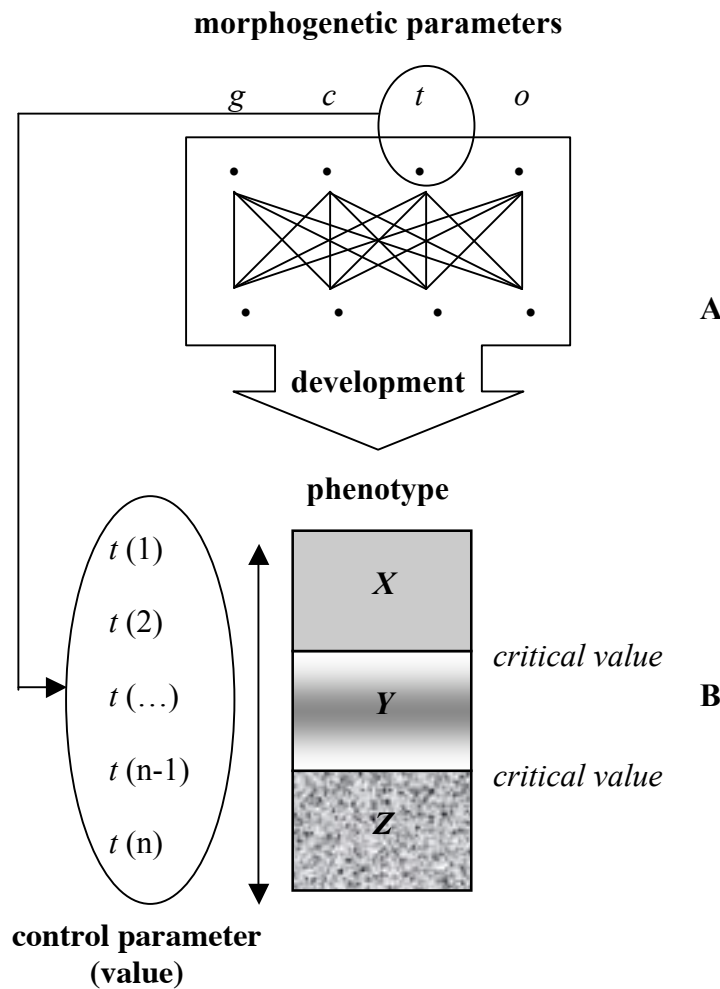 morphogenetic parameters
g c t o
A
development
phenotype
t (1)
X
t (2)
critical value
t (…)
Y
B
t (n-1)
critical value
t (n)
Z
control parameter
(value)